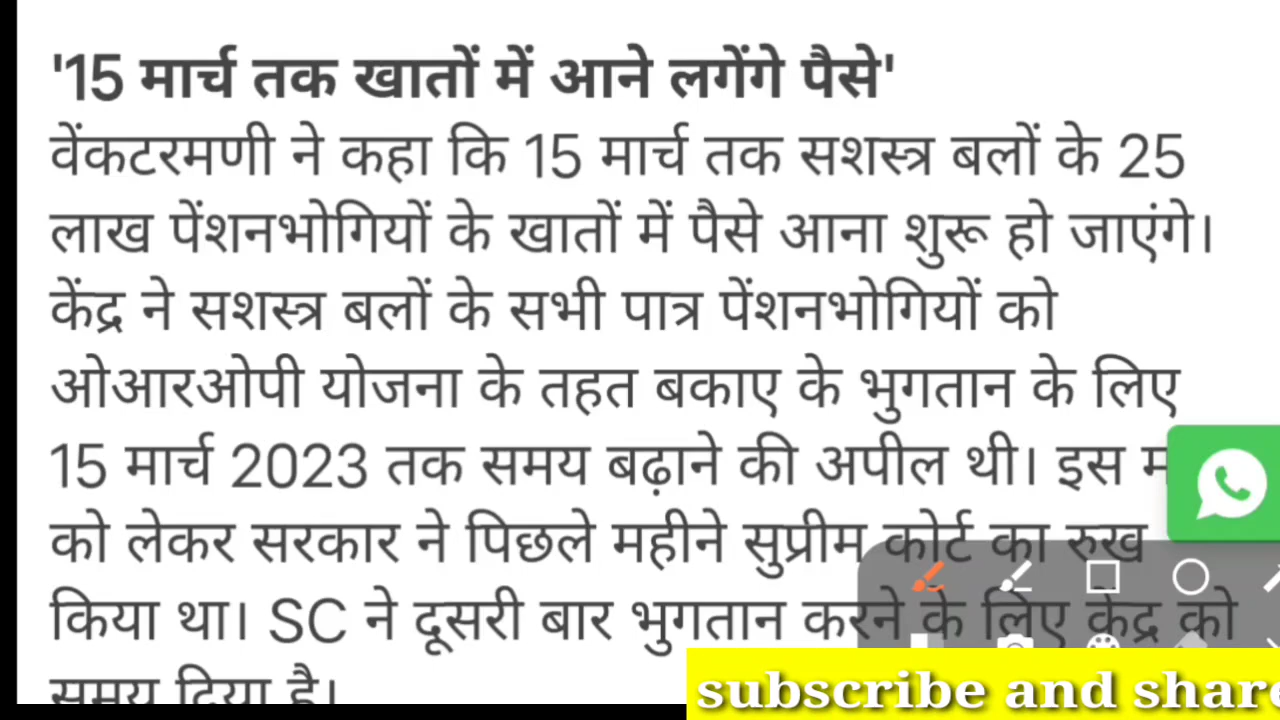 '15 मार्च तक खातों में आने लगेंगे पैसे'
वेंकटरमणी ने कहा कि 15 मार्च तक सशस्त्र बलों के 25
लाख पेंशनभोगियों के खातों में पैसे आना शुरू हो जाएंगे।
केंद्र ने सशस्त्र बलों के सभी पात्र पेंशनभोगियों को
ओआरओपी योजना के तहत बकाए के भुगतान के लिए
15 मार्च 2023 तक समय बढ़ाने की अपील थी। इस
को लेकर सरकार ने पिछले महीने सुप्रीम कोर्ट का रुख
किया था। SC ने दूसरी बार भुगतान करने के लिए केंद्र को
समय दिया है।
subscribe and share